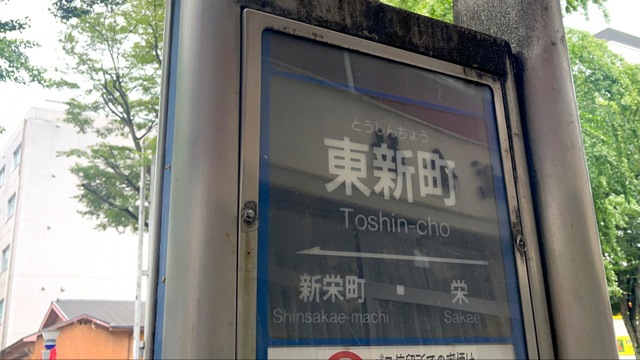 とうしんちょう
東新町
Toshin-cho
新栄町 ■ 栄
Shinsakae-machi Sakae